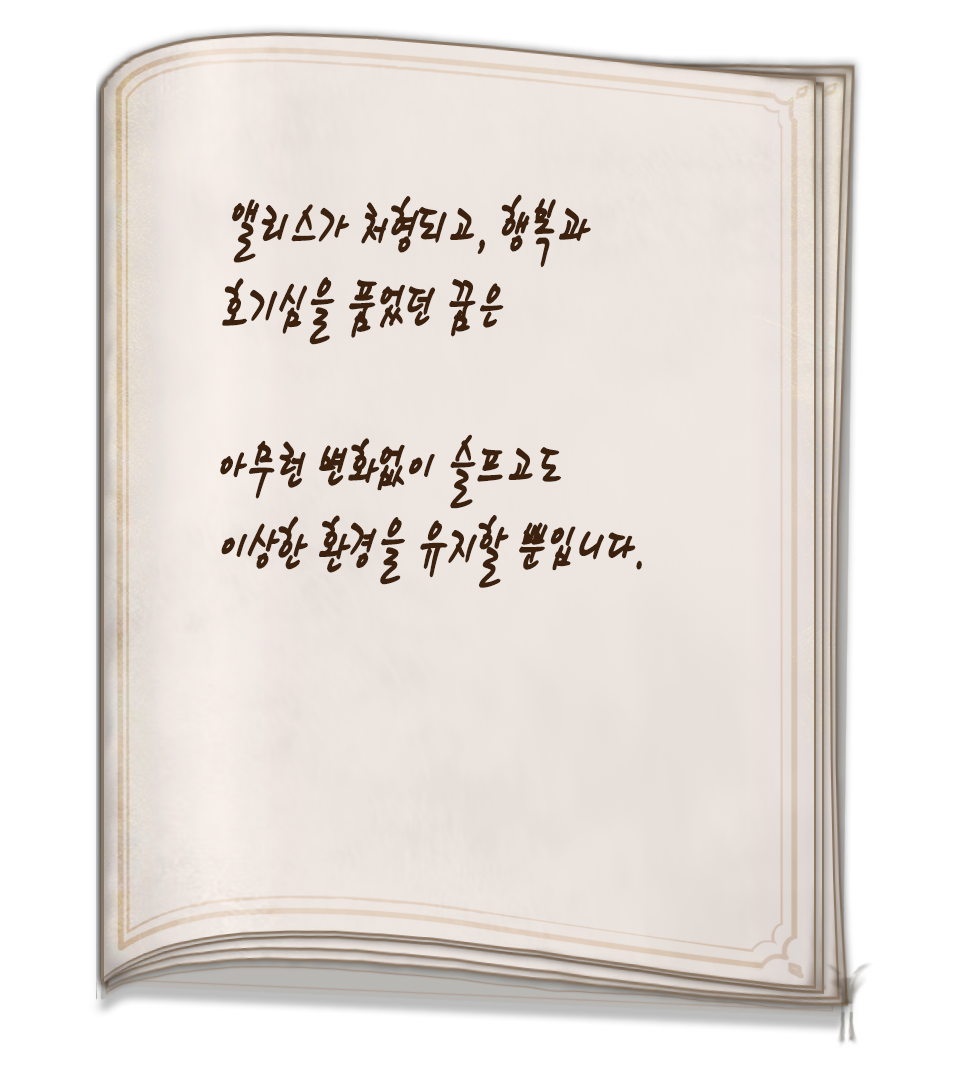 앨리스가 처형되고, 행복과
호기심을 품었던 꿈은
아무런 변화없이 슬프고도
이상한 환경을 유지할 뿐입니다.